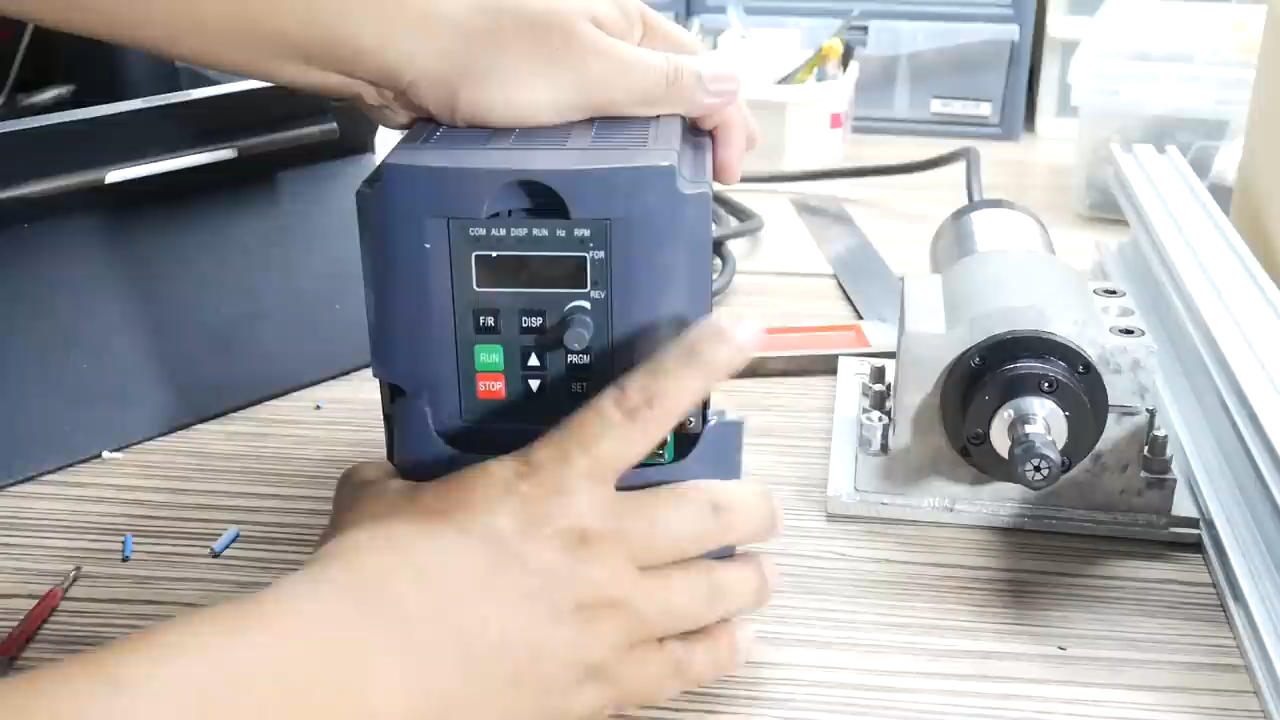 COM ALM DISP RUN Hz RPM
FOR
REV
F/R DISP
RUN PRGM
STOP SET